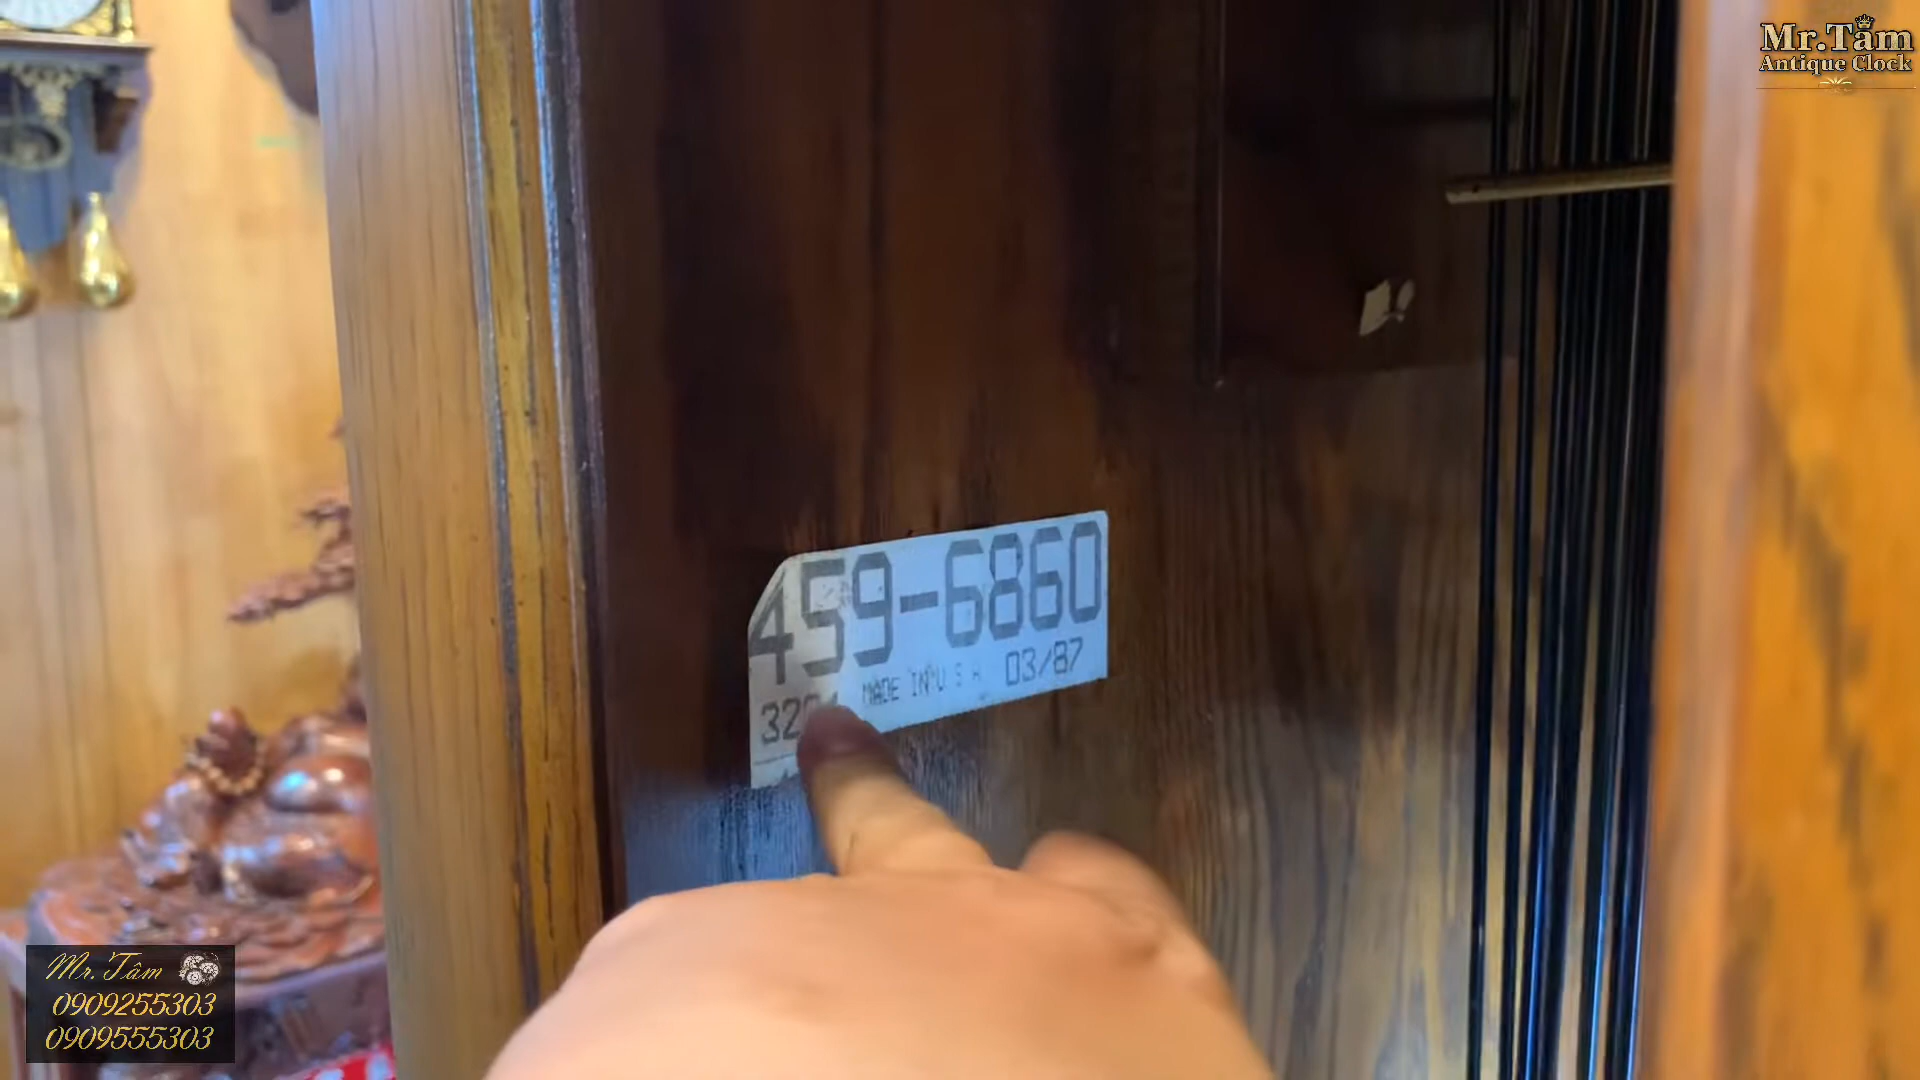 Mr.Tâm
Antique Clock
459-6860
MADE IN U S A 03/87
Mr. Tâm
0909255303
0909555303